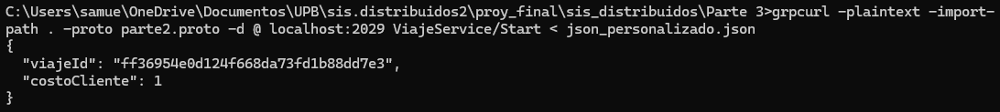 C:\Users\samue\OneDrive\Documentos\UPB\sis.distribuidos2\proy_final\sis_distribuidos\Parte 3>grpcurl -plaintext -import-
path . -proto parte2.proto -d @ localhost:2029 ViajeService/Start < json_personalizado.json
{
  "viajeId": "ff36954e0d124f668da73fd1b88dd7e3",
  "costoCliente": 1
}